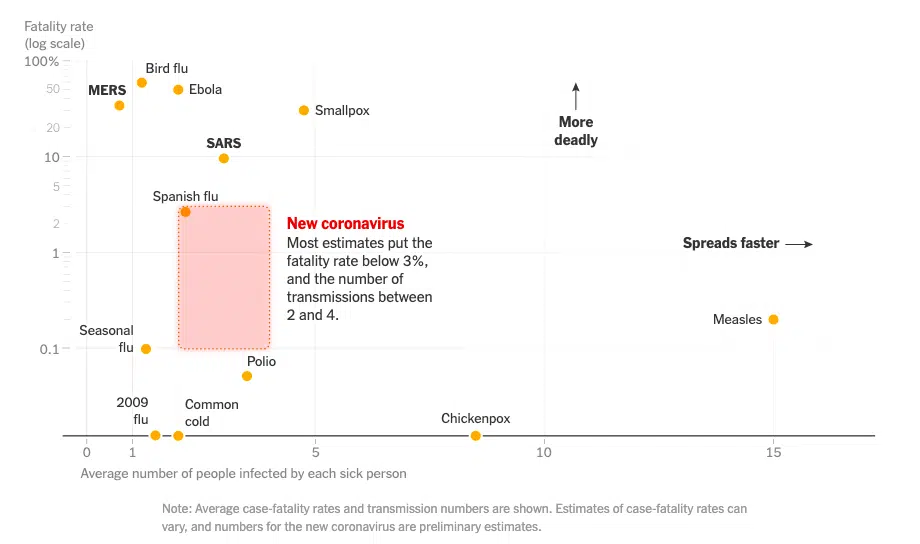 Fatality rate
(log scale)
100%
50
20
10
5
2
1
0.1
Bird flu
MERS
Ebola
Smallpox
SARS
More
deadly
Spanish flu
New coronavirus
Most estimates put the
fatality rate below 3%,
and the number of
transmissions between
2 and 4.
Spreads faster
Measles
Seasonal
flu
Polio
2009
flu
Common
cold
Chickenpox
0
1
5
10
15
Average number of people infected by each sick person
Note: Average case-fatality rates and transmission numbers are shown. Estimates of case-fatality rates can
vary, and numbers for the new coronavirus are preliminary estimates.